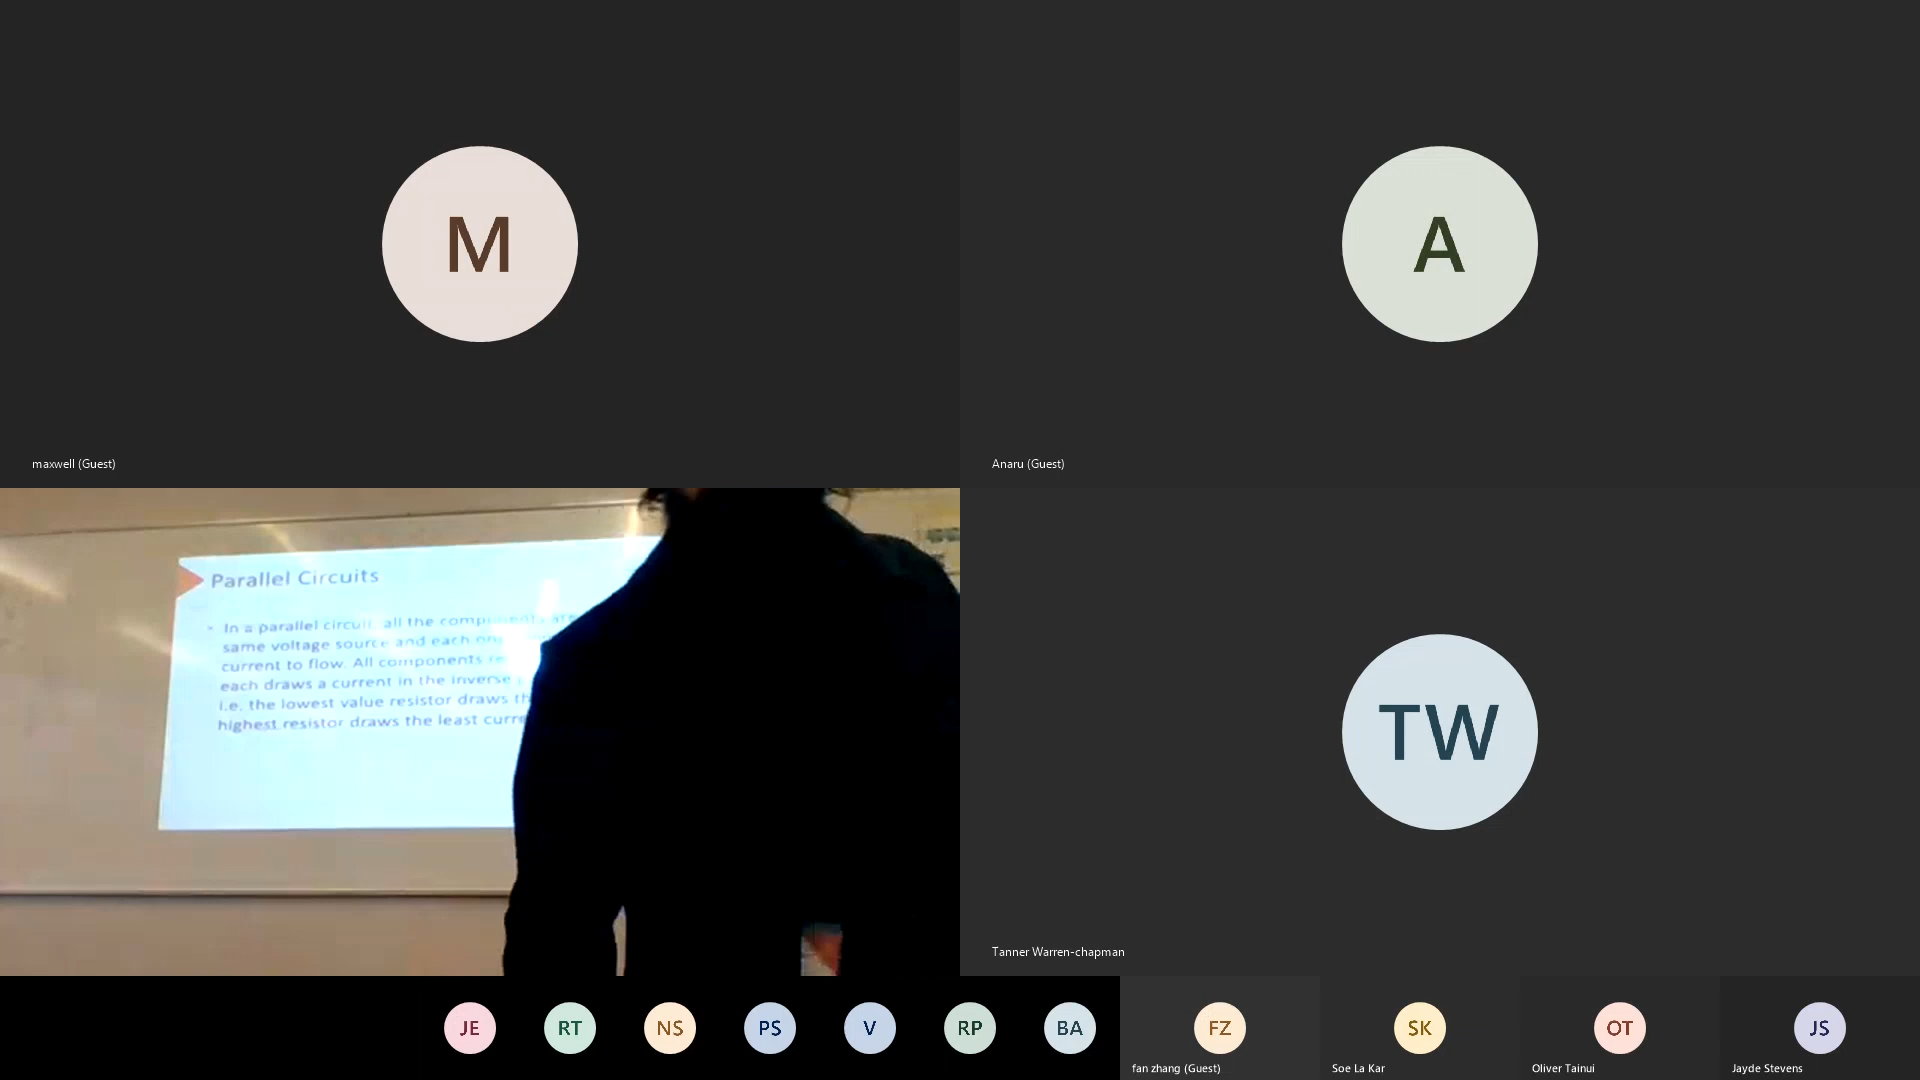 M
A
maxwell (Guest)
Anaru (Guest)
Parallel Circuits
• In a parallel circuit all the components are
same voltage source and each
current to flow. All components
each draws a current in the inverse
i.e. the lowest value resistor draws
highest resistor draws the least
TW
Tanner Warren-chapman
JE
RT
NS
PS
V
RP
BA
FZ
SK
OT
JS
fan zhang (Guest)
Soe La Kar
Oliver Tainui
Jayde Stevens